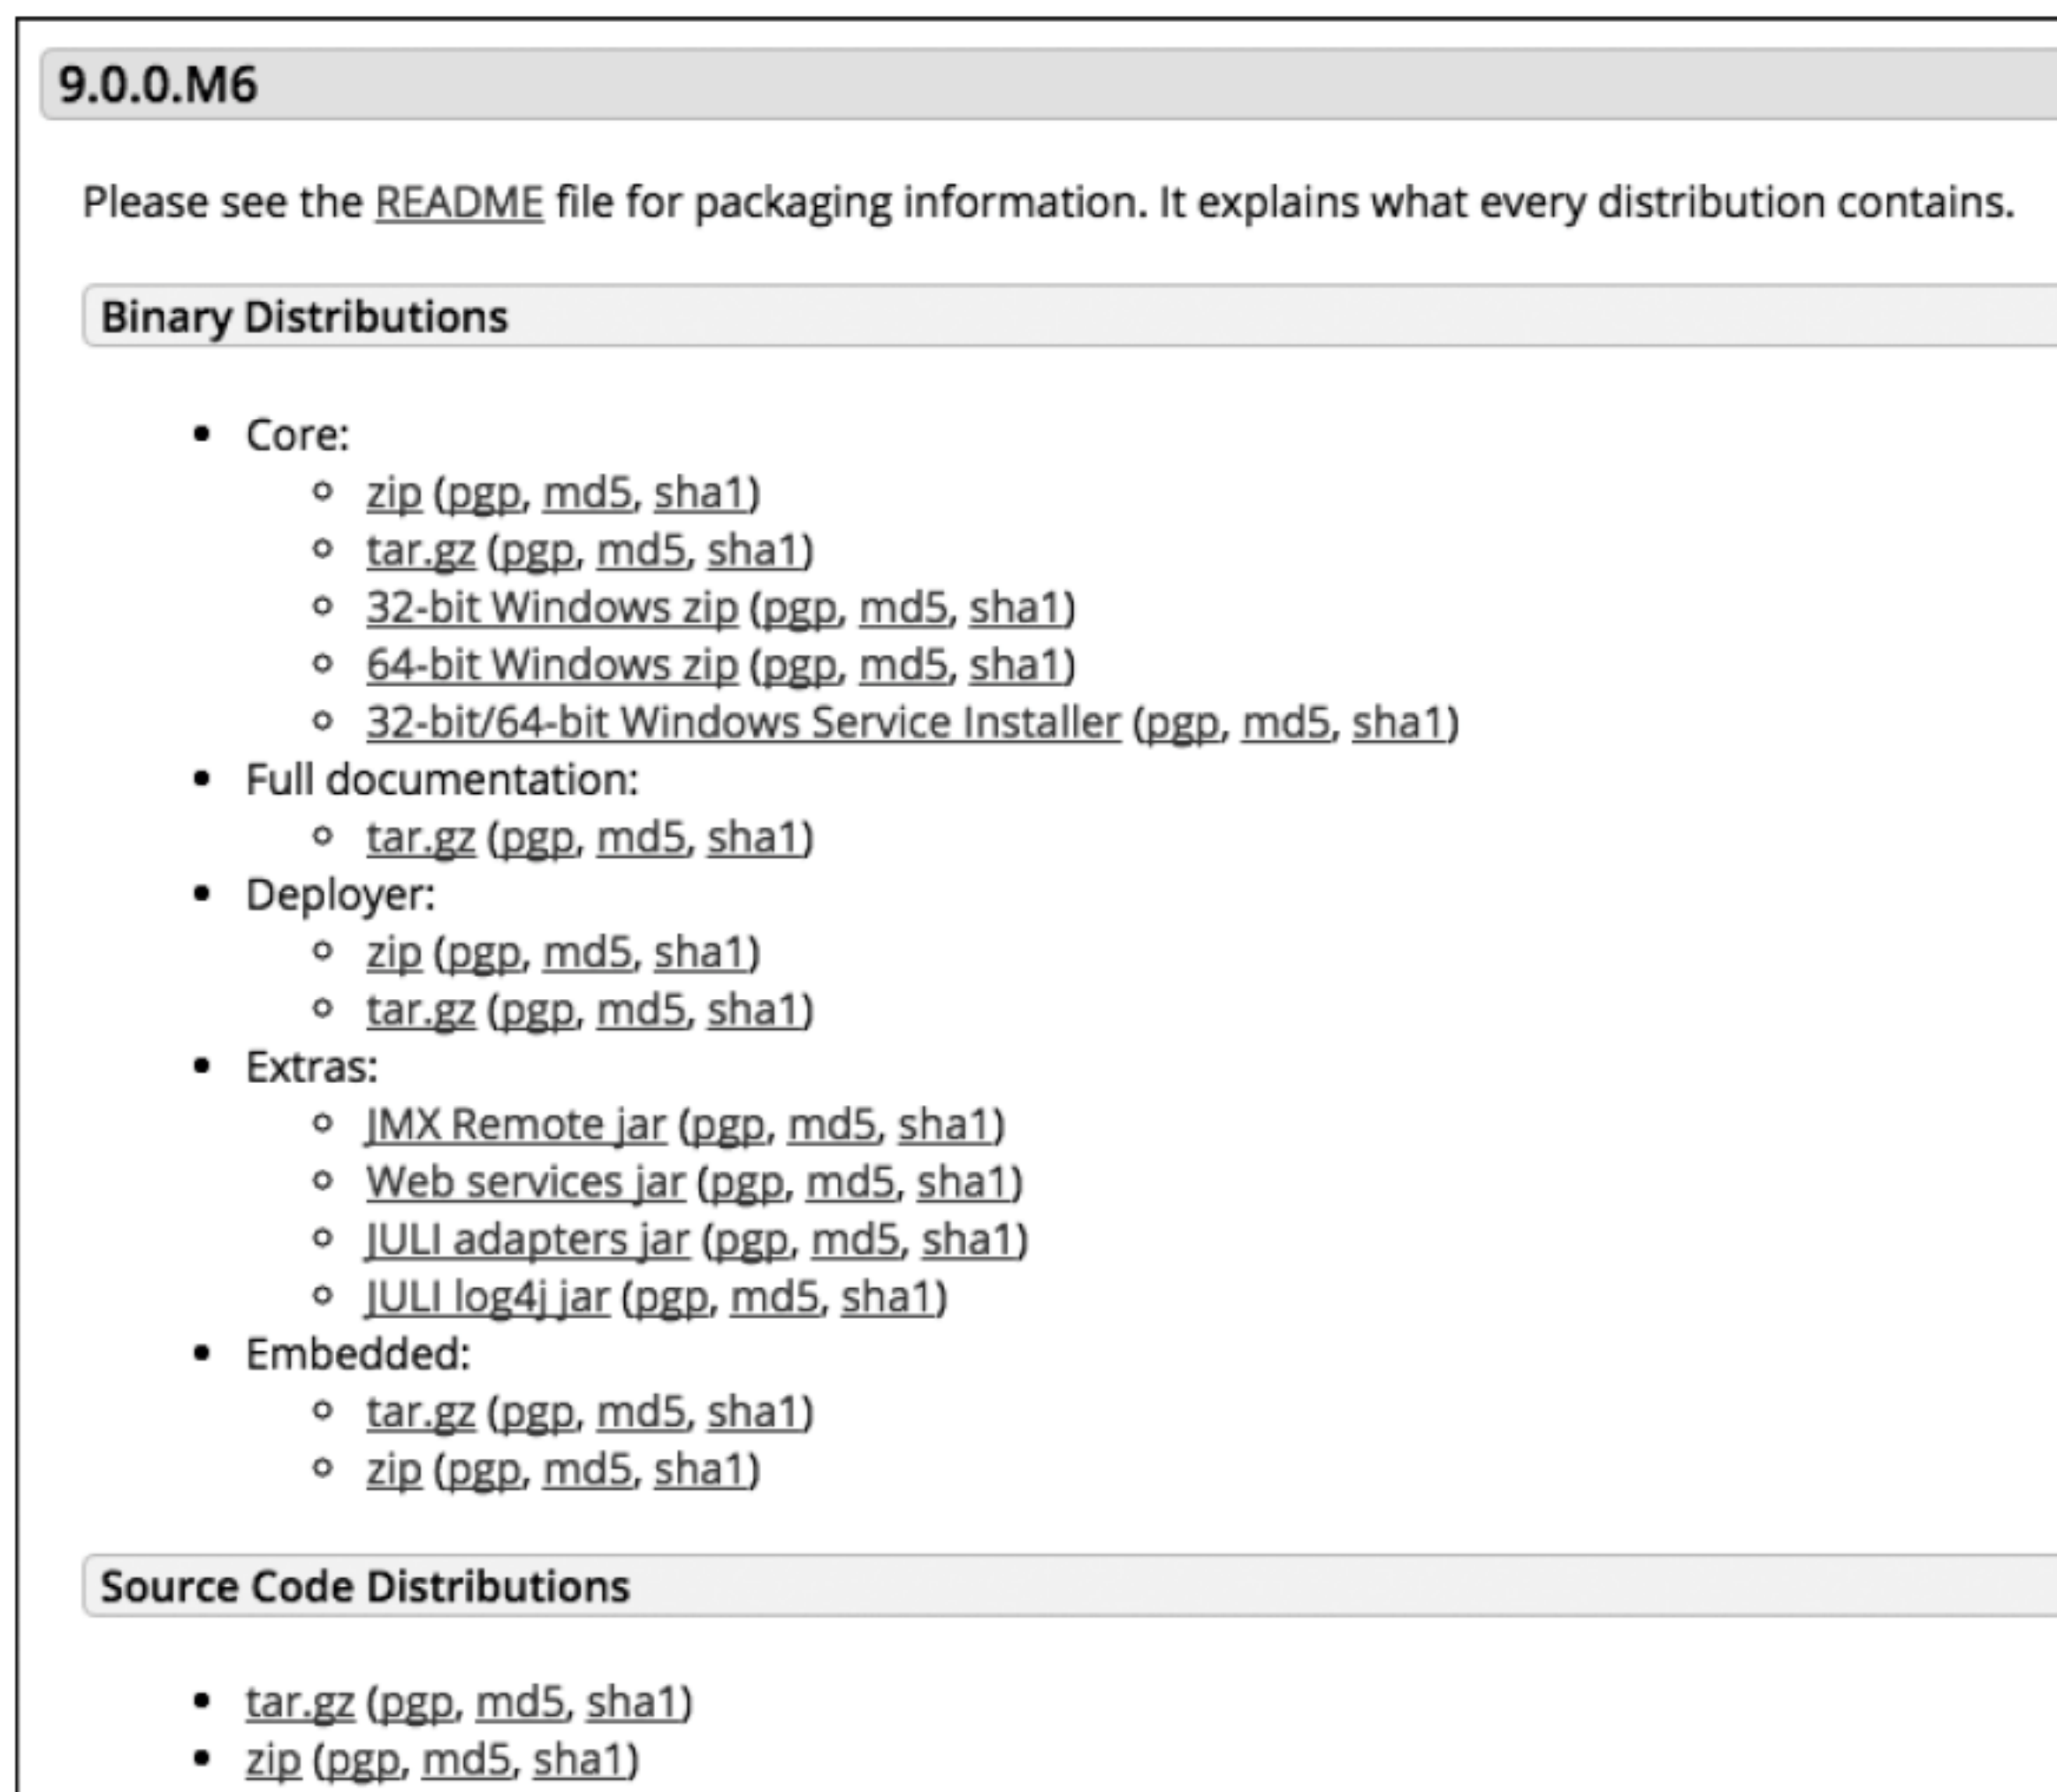 9.0.0.M6
Please see the README file for packaging information. It explains what every distribution contains.
Binary Distributions
• Core:
◦ zip (pgp, md5, sha1)
◦ tar.gz (pgp, md5, sha1)
◦ 32-bit Windows zip (pgp, md5, sha1)
◦ 64-bit Windows zip (pgp, md5, sha1)
◦ 32-bit/64-bit Windows Service Installer (pgp, md5, sha1)
• Full documentation:
◦ tar.gz (pgp, md5, sha1)
• Deployer:
◦ zip (pgp, md5, sha1)
◦ tar.gz (pgp, md5, sha1)
• Extras:
◦ JMX Remote jar (pgp, md5, sha1)
◦ Web services jar (pgp, md5, sha1)
◦ JULI adapters jar (pgp, md5, sha1)
◦ JULI log4j jar (pgp, md5, sha1)
• Embedded:
◦ tar.gz (pgp, md5, sha1)
◦ zip (pgp, md5, sha1)
Source Code Distributions
• tar.gz (pgp, md5, sha1)
• zip (pgp, md5, sha1)